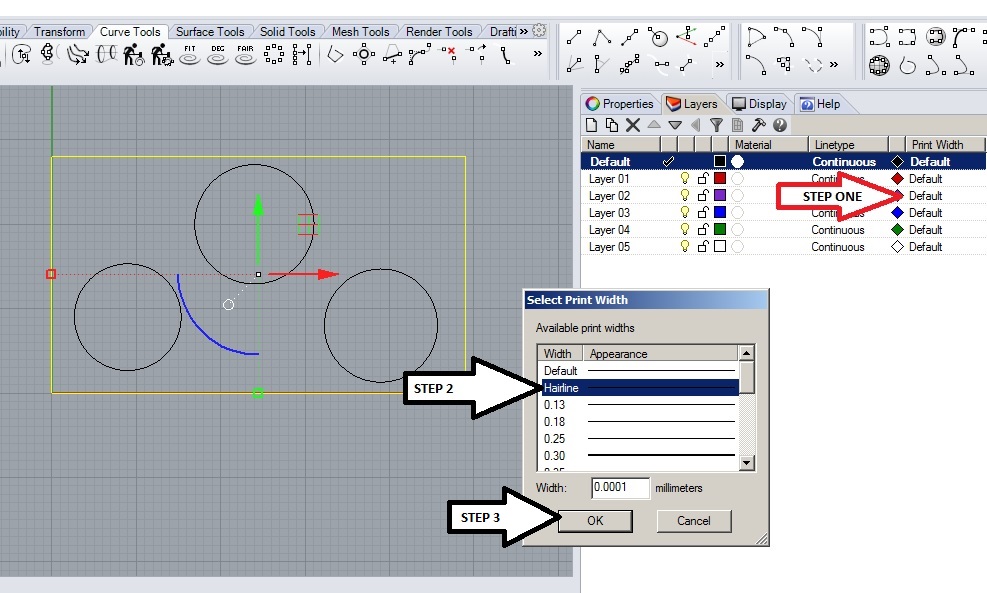 ility Transform Curve Tools Surface Tools Solid Tools Mesh Tools Render Tools Drafti »
FIT DEG FAIR
Properties Layers Display Help
Name Material Linetype Print Width
Default Continuous Default
Layer 01 Continuous Default
Layer 02 Default
STEP ONE
Layer 03 Continuous Default
Layer 04 Continuous Default
Layer 05 Continuous Default
Select Print Width
Available print widths
Width Appearance
Default
Hairline
STEP 2
0.13
0.18
0.25
0.30
0.35
Width: 0.0001 millimeters
STEP 3
OK Cancel